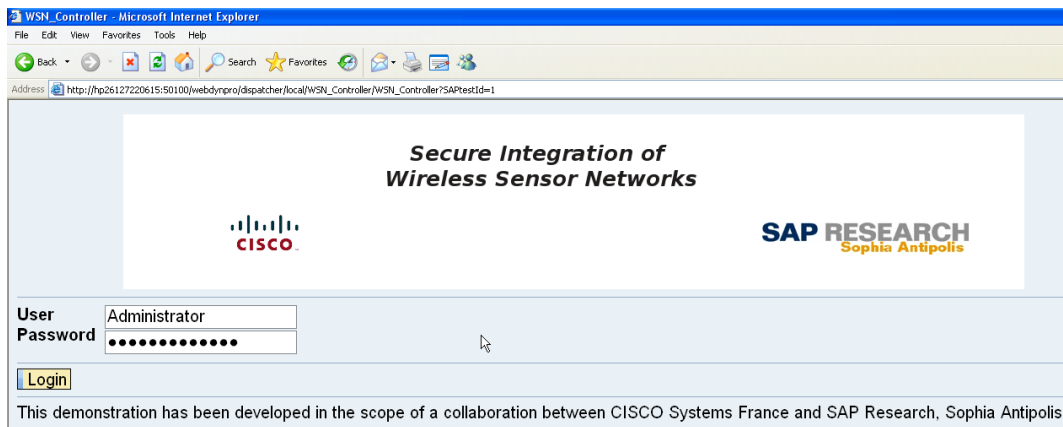 WSN_Controller - Microsoft Internet Explorer
File Edit View Favorites Tools Help
Back Search Favorites
Address http://hp26127220615:50100/webdynpro/dispatcher/local/WSN_Controller/WSN_Controller?SAPtestId=1
Secure Integration of
Wireless Sensor Networks
CISCO
SAP RESEARCH
Sophia Antipolis
User Administrator
Password ●●●●●●●●●●●●●
Login
This demonstration has been developed in the scope of a collaboration between CISCO Systems France and SAP Research, Sophia Antipolis